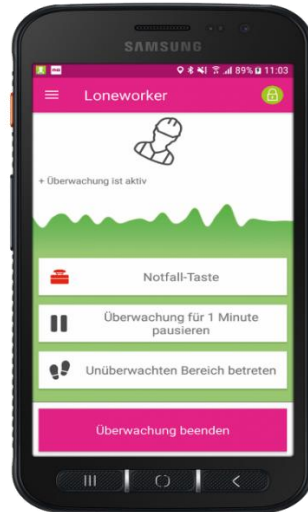 SAMSUNG
89% 11:03
Loneworker
+ Überwachung ist aktiv
Notfall-Taste
Überwachung für 1 Minute
pausieren
Unüberwachten Bereich betreten
Überwachung beenden